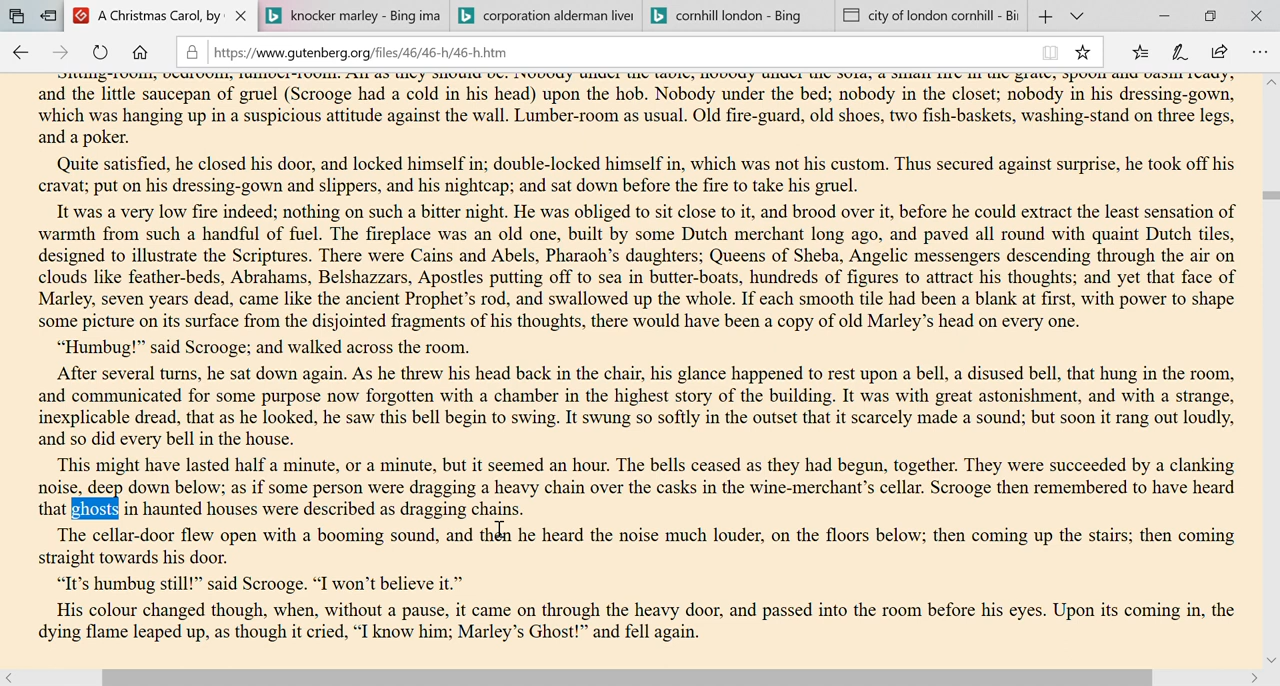 A Christmas Carol, by
knocker marley - Bing ima
corporation alderman liver
cornhill london - Bing
city of london cornhill - Bi
https://www.gutenberg.org/files/46/46-h/46-h.htm
Sitting-room, bedroom, lumber-room. All as they should be. Nobody under the table, nobody under the sofa; a small fire in the grate; spoon and basin ready;
and the little saucepan of gruel (Scrooge had a cold in his head) upon the hob. Nobody under the bed; nobody in the closet; nobody in his dressing-gown,
which was hanging up in a suspicious attitude against the wall. Lumber-room as usual. Old fire-guard, old shoes, two fish-baskets, washing-stand on three legs,
and a poker.
Quite satisfied, he closed his door, and locked himself in; double-locked himself in, which was not his custom. Thus secured against surprise, he took off his
cravat; put on his dressing-gown and slippers, and his nightcap; and sat down before the fire to take his gruel.
It was a very low fire indeed; nothing on such a bitter night. He was obliged to sit close to it, and brood over it, before he could extract the least sensation of
warmth from such a handful of fuel. The fireplace was an old one, built by some Dutch merchant long ago, and paved all round with quaint Dutch tiles,
designed to illustrate the Scriptures. There were Cains and Abels, Pharaoh’s daughters; Queens of Sheba, Angelic messengers descending through the air on
clouds like feather-beds, Abrahams, Belshazzars, Apostles putting off to sea in butter-boats, hundreds of figures to attract his thoughts; and yet that face of
Marley, seven years dead, came like the ancient Prophet’s rod, and swallowed up the whole. If each smooth tile had been a blank at first, with power to shape
some picture on its surface from the disjointed fragments of his thoughts, there would have been a copy of old Marley’s head on every one.
“Humbug!” said Scrooge; and walked across the room.
After several turns, he sat down again. As he threw his head back in the chair, his glance happened to rest upon a bell, a disused bell, that hung in the room,
and communicated for some purpose now forgotten with a chamber in the highest story of the building. It was with great astonishment, and with a strange,
inexplicable dread, that as he looked, he saw this bell begin to swing. It swung so softly in the outset that it scarcely made a sound; but soon it rang out loudly,
and so did every bell in the house.
This might have lasted half a minute, or a minute, but it seemed an hour. The bells ceased as they had begun, together. They were succeeded by a clanking
noise, deep down below; as if some person were dragging a heavy chain over the casks in the wine-merchant’s cellar. Scrooge then remembered to have heard
that ghosts in haunted houses were described as dragging chains.
The cellar-door flew open with a booming sound, and then he heard the noise much louder, on the floors below; then coming up the stairs; then coming
straight towards his door.
“It’s humbug still!” said Scrooge. “I won’t believe it.”
His colour changed though, when, without a pause, it came on through the heavy door, and passed into the room before his eyes. Upon its coming in, the
dying flame leaped up, as though it cried, “I know him; Marley’s Ghost!” and fell again.